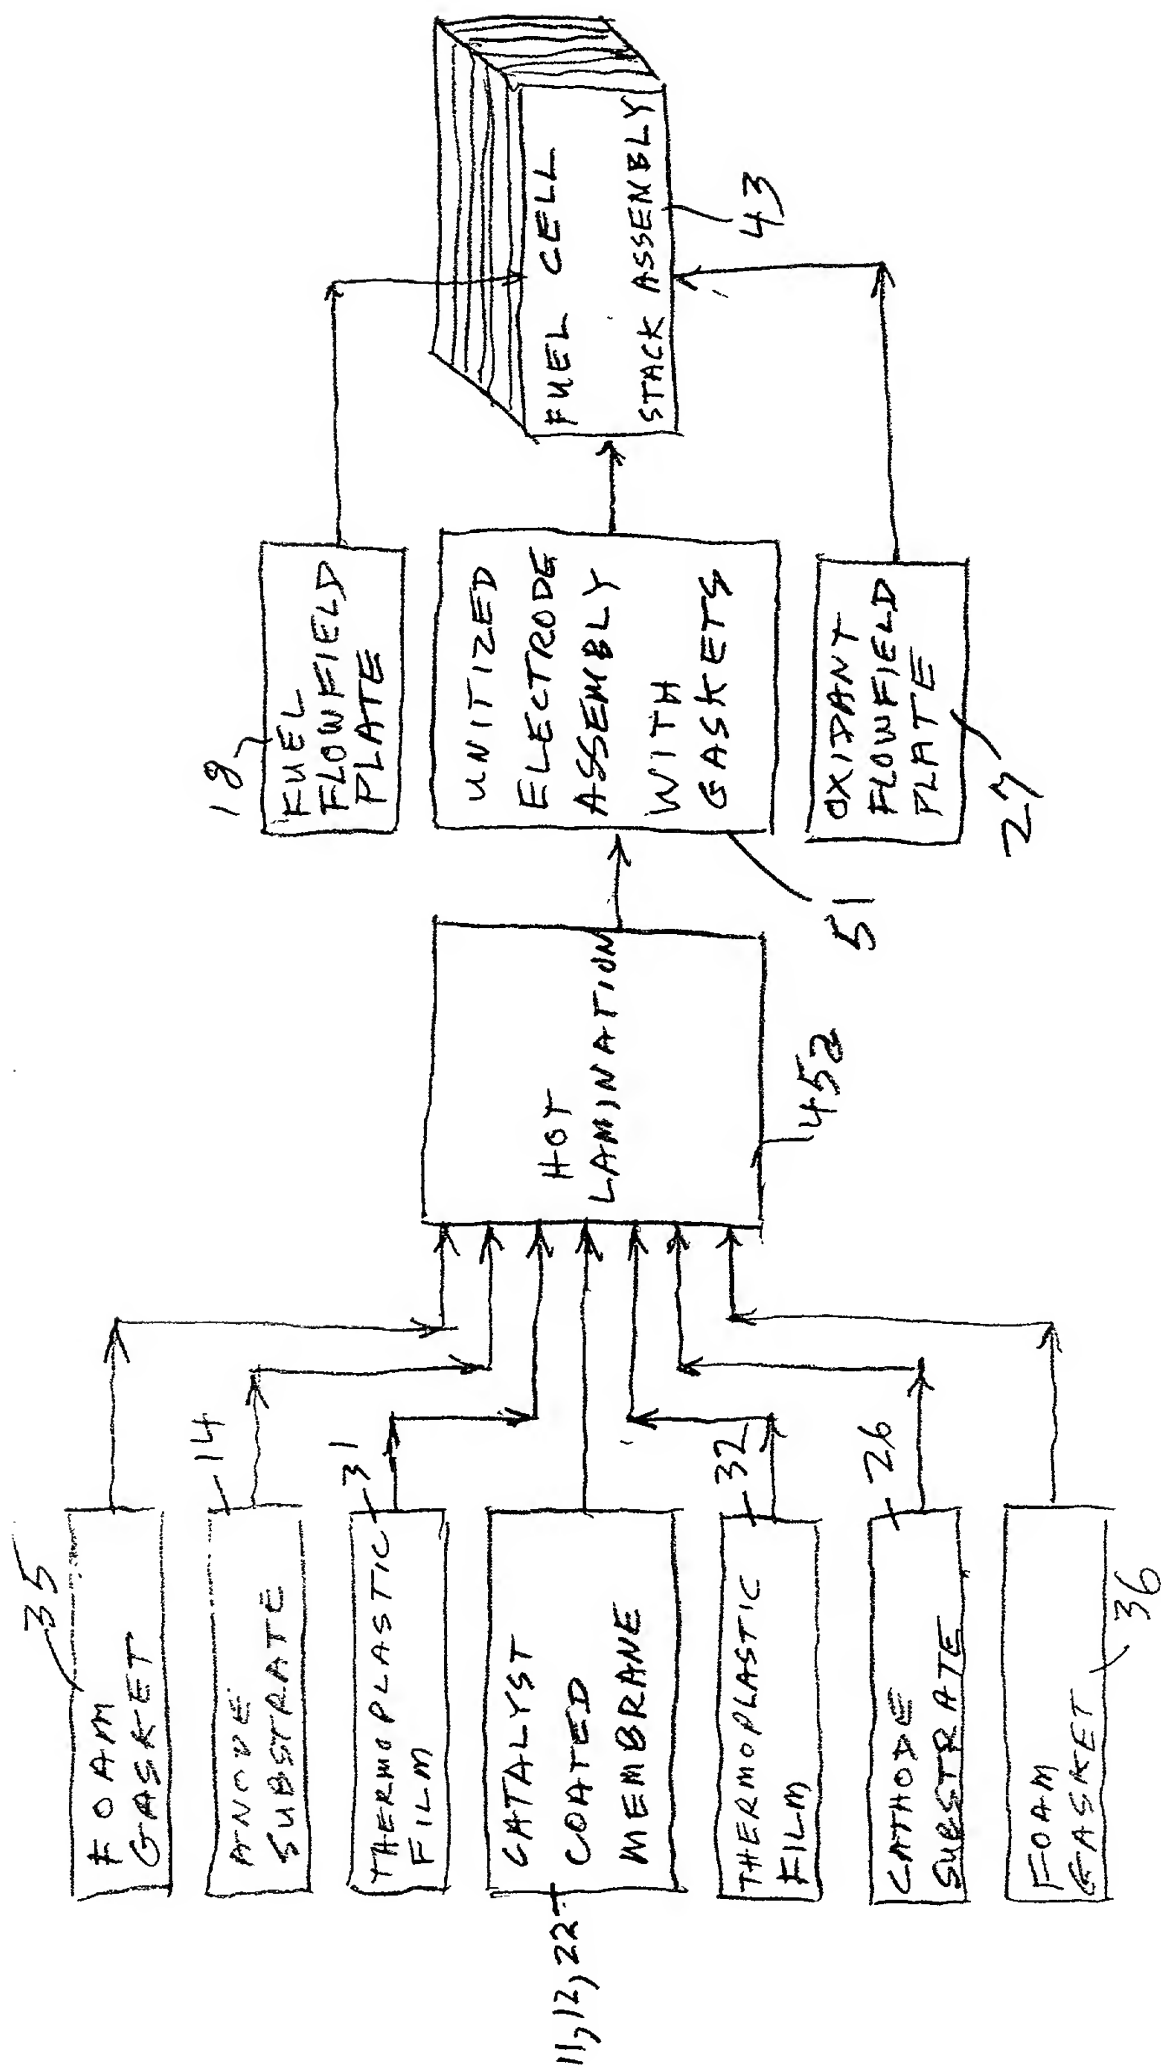 35
FOAM
GASKET
14
ANODE
SUBSTRATE
31
THERMOPLASTIC
FILM
11,12,22
CATALYST
COATED
MEMBRANE
32
THERMOPLASTIC
FILM
26
CATHODE
SUBSTRATE
36
FOAM
GASKET
HOT
LAMINATION
45a
18
FUEL
FLOWFIELD
PLATE
UNITIZED
ELECTRODE
ASSEMBLY
WITH
GASKETS
51
OXIDANT
FLOWFIELD
PLATE
27
FUEL CELL
STACK ASSEMBLY
43